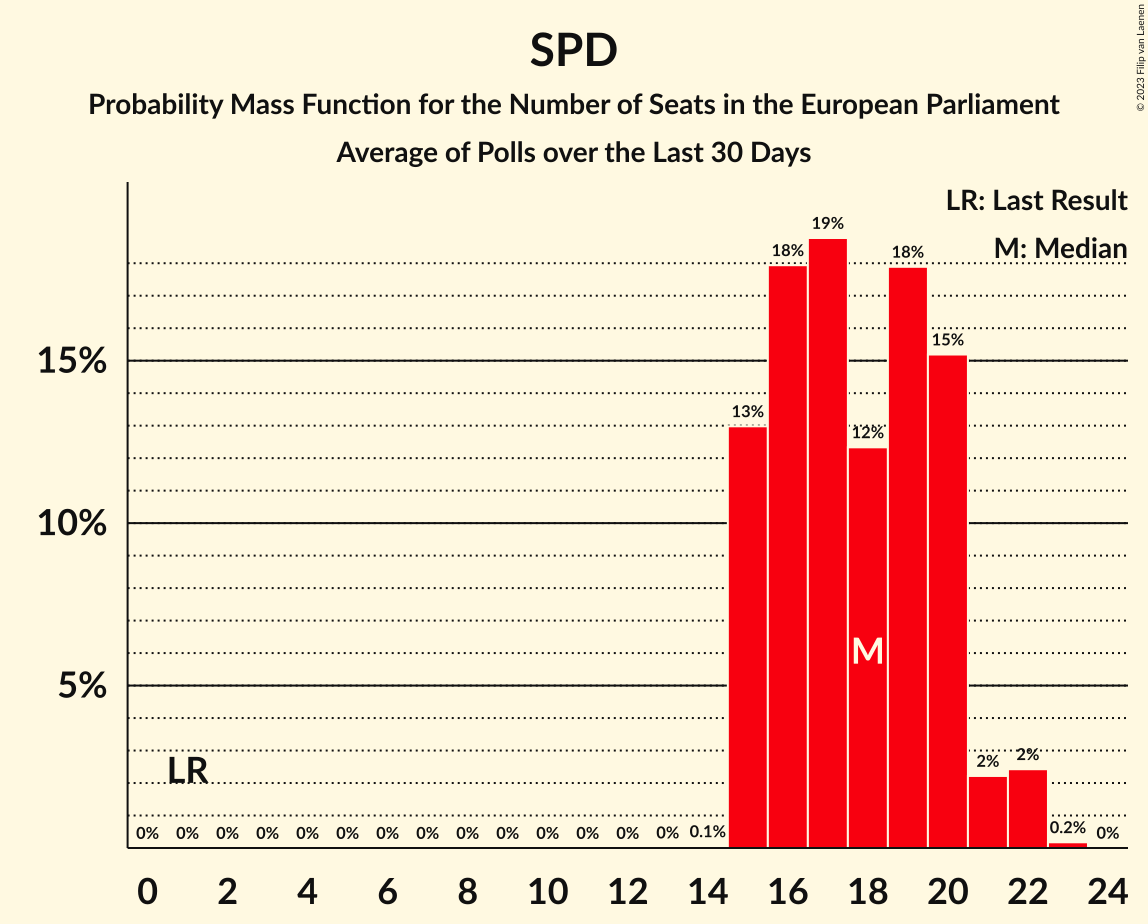 SPD
Probability Mass Function for the Number of Seats in the European Parliament
Average of Polls over the Last 30 Days
© 2023 Filip van Laenen
LR: Last Result
M: Median
15%
10%
5%
0% 0% 0% 0% 0% 0% 0% 0% 0% 0% 0% 0% 0% 0% 0.1% 13% 18% 19% 12% 18% 15% 2% 2% 0.2% 0%
LR
M
0 2 4 6 8 10 12 14 16 18 20 22 24